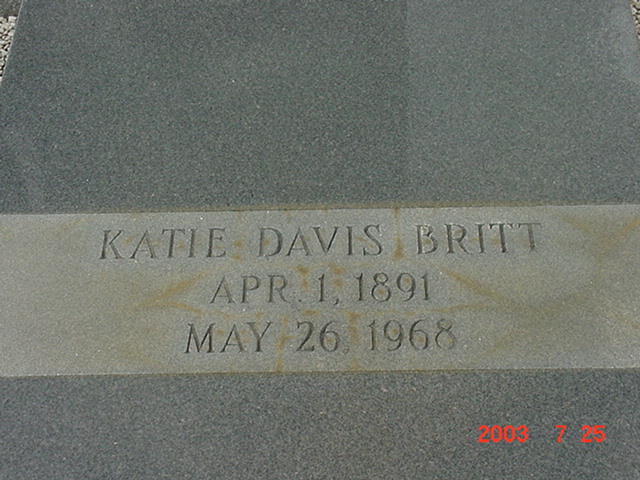 KATIE DAVIS BRITT
APR. 1, 1891
MAY 26, 1968
2003 7 25